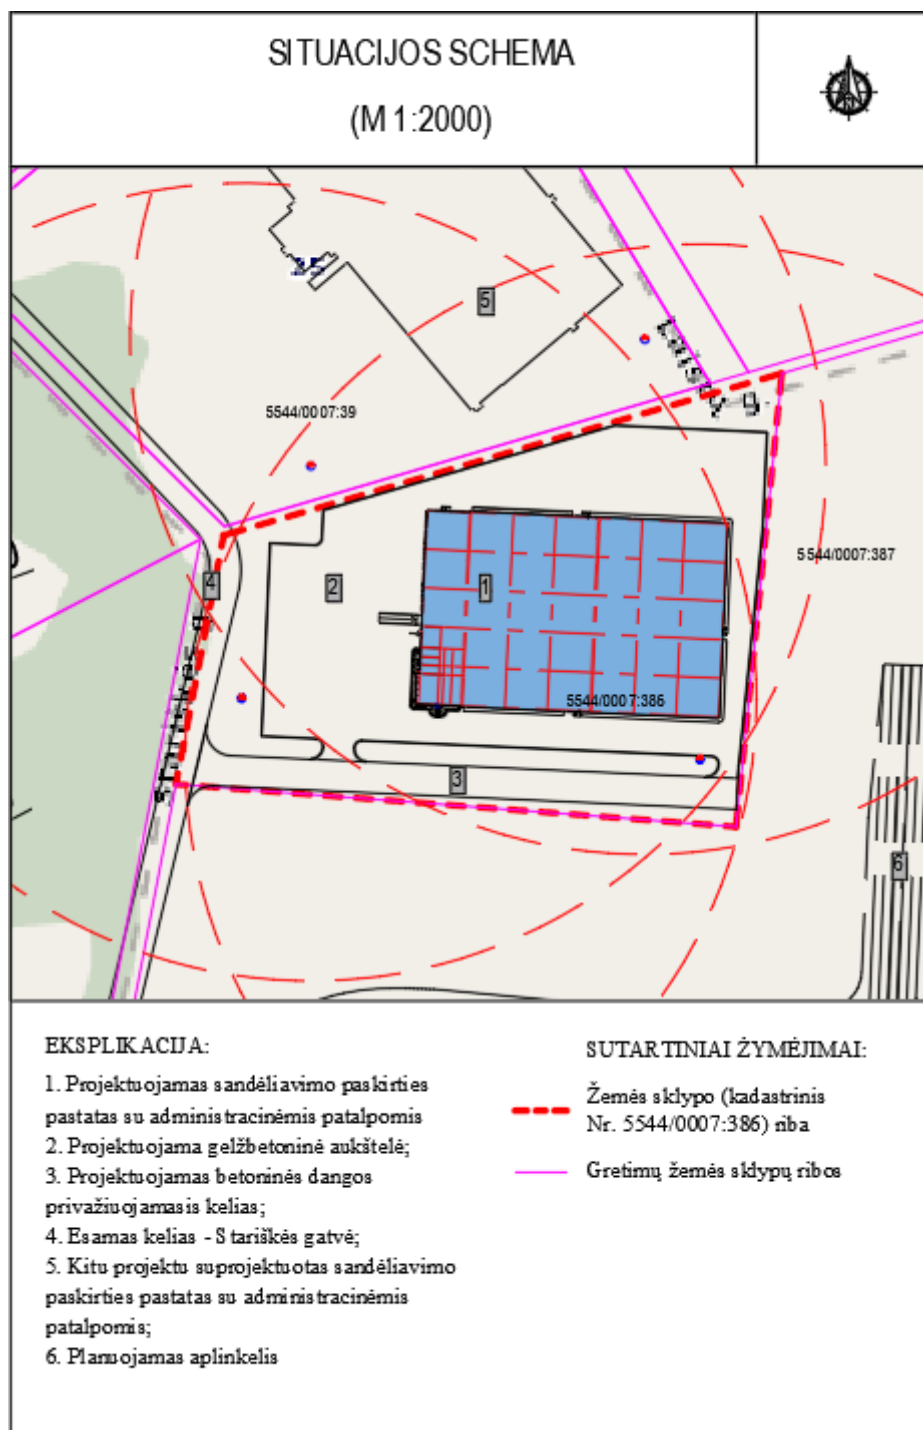 SITUACIJOS SCHEMA
(M 1:2000)
5
5544/0007:39
5544/0007:387
4
2
1
5544/0007:386
3
6
EKSPLIKACIJA:
1. Projektuojamas sandėliavimo paskirties
pastatas su administracinėmis patalpomis
2. Projektuojama gelžbetoninė aukštelė;
3. Projektuojamas betoninės dangos
privažiuojamasis kelias;
4. Esamas kelias - Stariškės gatvė;
5. Kitu projektu suprojektuotas sandėliavimo
paskirties pastatas su administracinėmis
patalpomis;
6. Planuojamas aplinkelis
SUTARTINIAI ŽYMĖJIMAI:
Žemės sklypo (kadastrinis
Nr. 5544/0007:386) riba
Gretimų žemės sklypų ribos